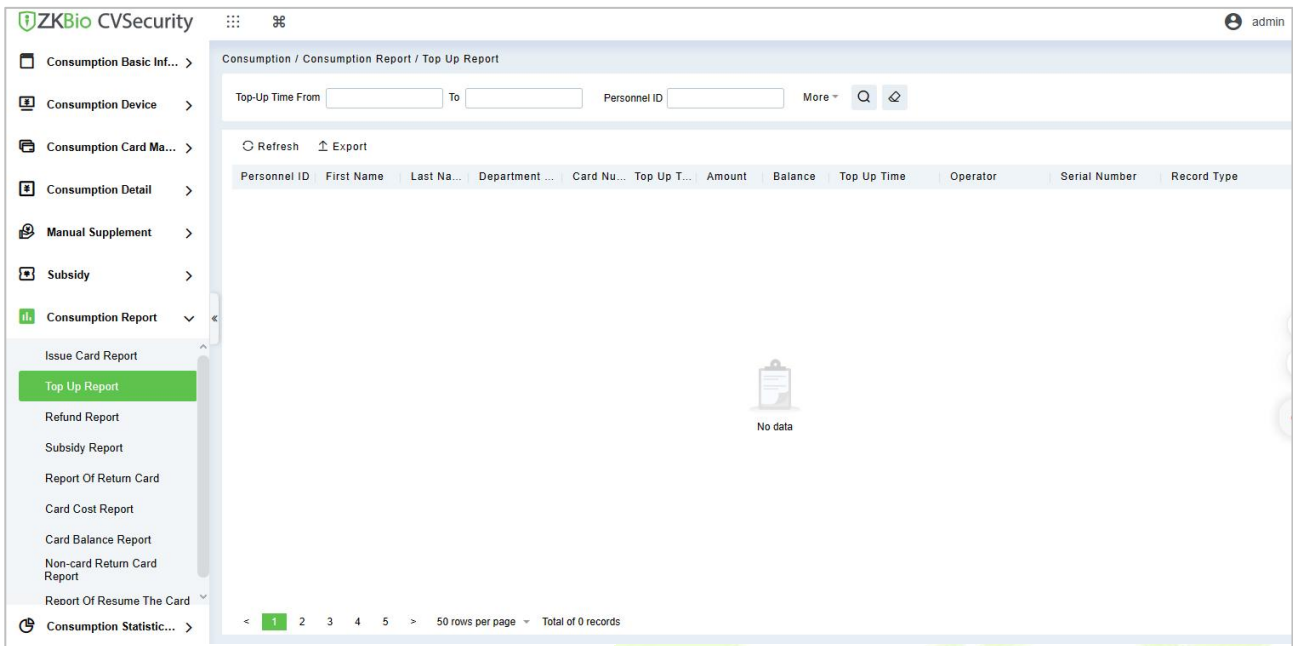 ZKBio CVSecurity
admin
Consumption Basic Inf...
Consumption Device
Consumption Card Ma...
Consumption Detail
Manual Supplement
Subsidy
Consumption Report
Issue Card Report
Top Up Report
Refund Report
Subsidy Report
Report Of Return Card
Card Cost Report
Card Balance Report
Non-card Return Card
Report
Report Of Resume The Card
Consumption Statistic...
Consumption / Consumption Report / Top Up Report
Top-Up Time From To Personnel ID More
Refresh Export
Personnel ID First Name Last Na... Department ... Card Nu... Top Up T... Amount Balance Top Up Time Operator Serial Number Record Type
No data
< 1 2 3 4 5 > 50 rows per page Total of 0 records